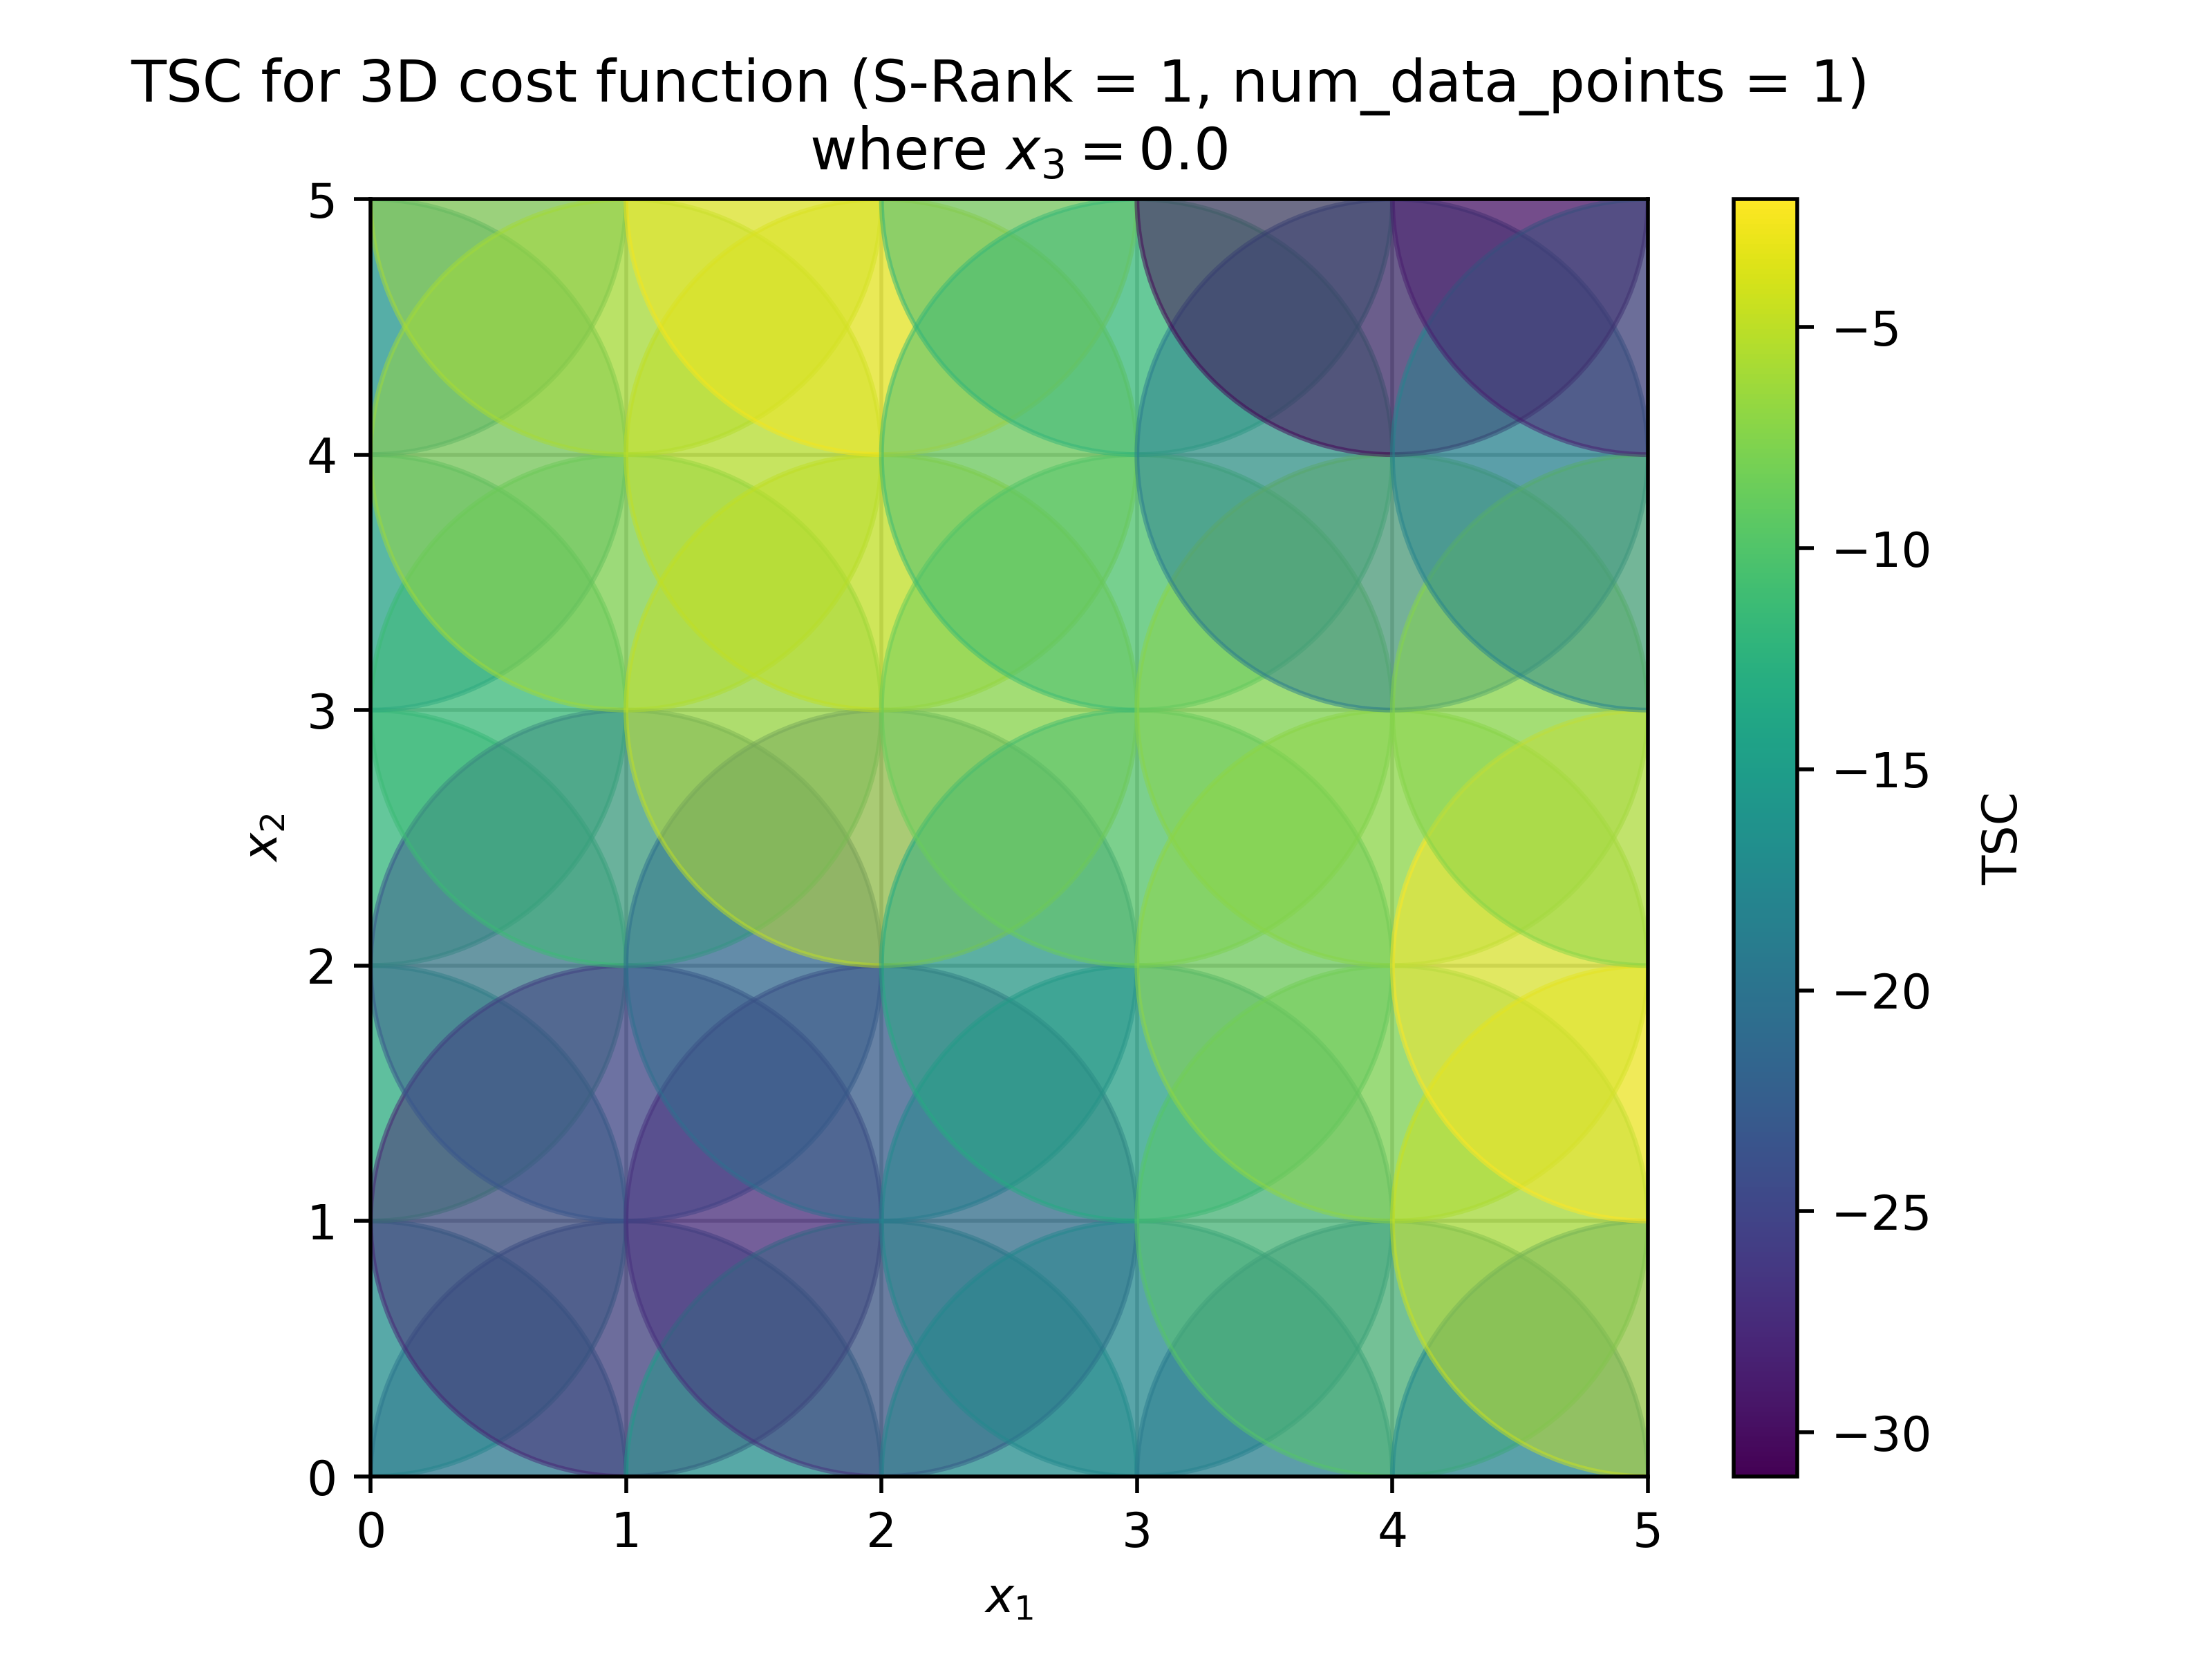 TSC for 3D cost function (S-Rank = 1, num_data_points = 1)
where x₃ = 0.0
5
4
3
2
1
0
x₂
0 1 2 3 4 5
x₁
−5
−10
−15
−20
−25
−30
TSC